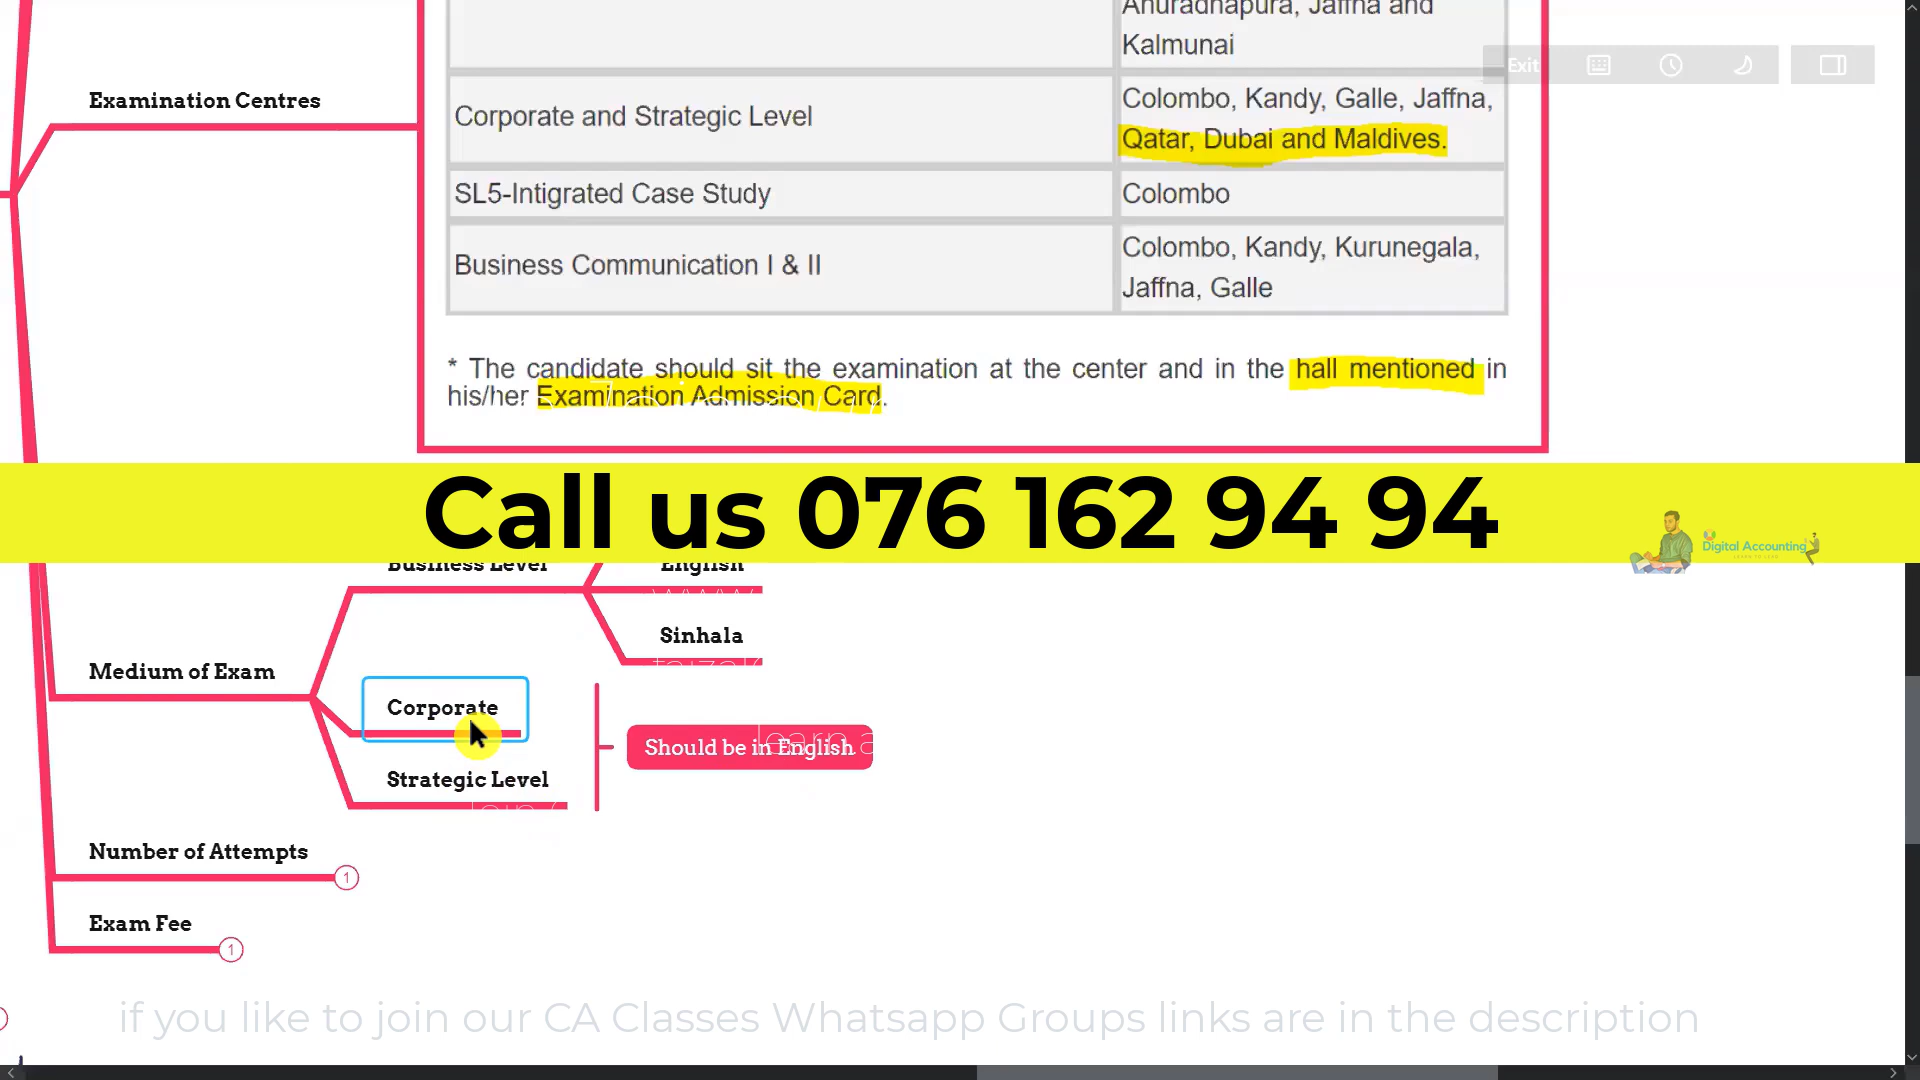 Anuradhapura, Jaffna and
Kalmunai
Exit
Examination Centres
Corporate and Strategic Level
Colombo, Kandy, Galle, Jaffna,
Qatar, Dubai and Maldives.
SL5-Intigrated Case Study
Colombo
Business Communication I & II
Colombo, Kandy, Kurunegala,
Jaffna, Galle
* The candidate should sit the examination at the center and in the hall mentioned in
his/her Examination Admission Card.
Call us 076 162 94 94
Digital Accounting
Business Level
English
Sinhala
Medium of Exam
Corporate
Should be in English
Strategic Level
Number of Attempts
1
Exam Fee
1
if you like to join our CA Classes Whatsapp Groups links are in the description